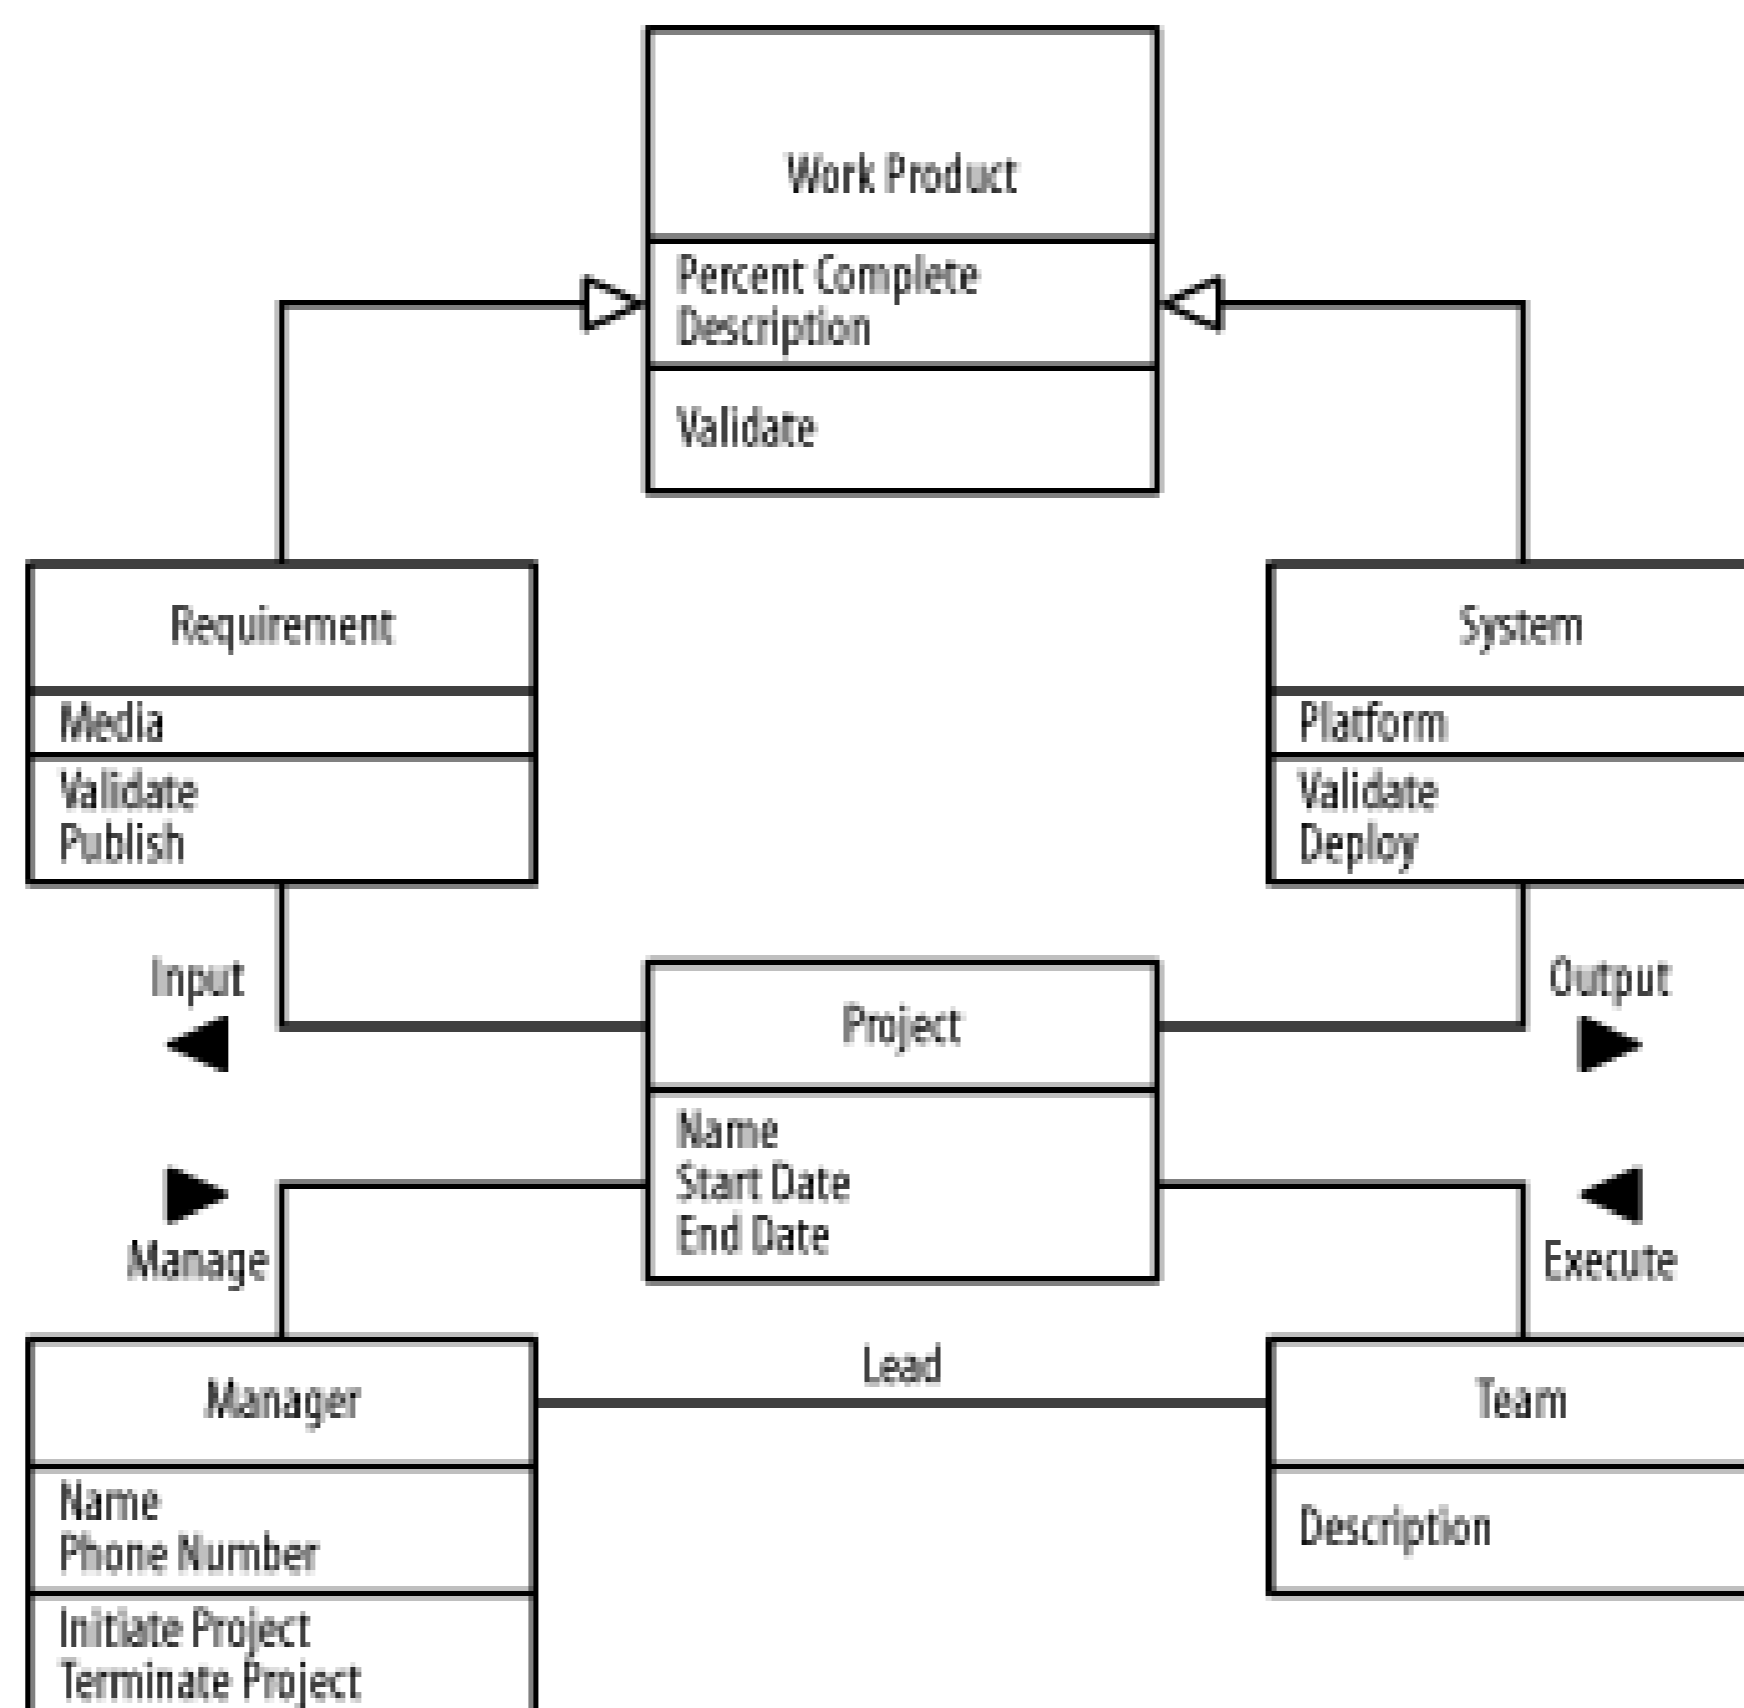 Work Product
Percent Complete
Description
Validate
Requirement
Media
Validate
Publish
System
Platform
Validate
Deploy
Input
Output
Project
Name
Start Date
End Date
Manage
Execute
Lead
Manager
Name
Phone Number
Initiate Project
Terminate Project
Team
Description